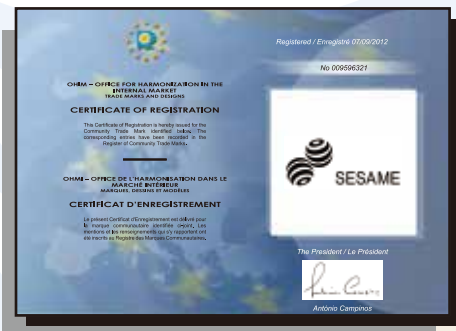 OHIM – OFFICE FOR HARMONIZATION IN THE
INTERNAL MARKET
TRADE MARKS AND DESIGNS
CERTIFICATE OF REGISTRATION
This Certificate of Registration is hereby issued for the
Community Trade Mark identified below. The
corresponding entries have been recorded in the
Register of Community Trade Marks.
OHMI – OFFICE DE L'HARMONISATION DANS LE
MARCHÉ INTÉRIEUR
MARQUES, DESSINS ET MODÈLES
CERTIFICAT D'ENREGISTREMENT
Le présent Certificat d'Enregistrement est délivré pour
la marque communautaire identifiée ci-joint. Les
mentions et les renseignements qui s'y rapportent ont
été inscrits au Registre des Marques Communautaires.
Registered / Enregistré 07/09/2012
No 009596321
SESAME
The President / Le Président
António Campinos